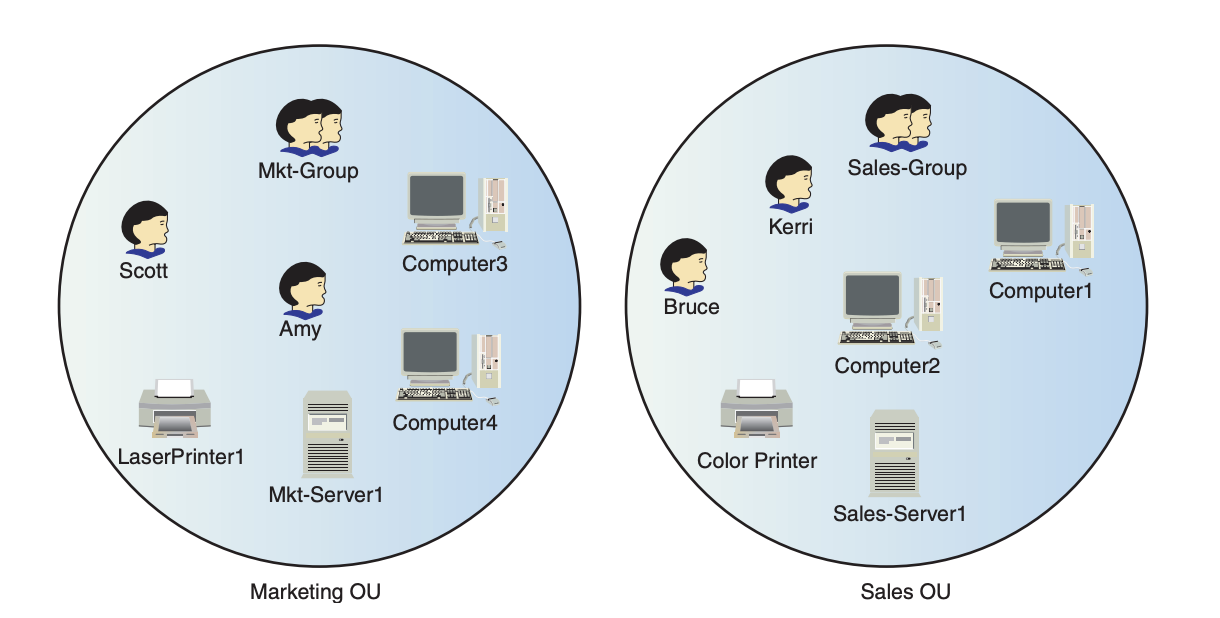 Mkt-Group
Scott
Computer3
Amy
Computer4
LaserPrinter1
Mkt-Server1
Marketing OU
Sales-Group
Kerri
Computer1
Bruce
Computer2
Color Printer
Sales-Server1
Sales OU